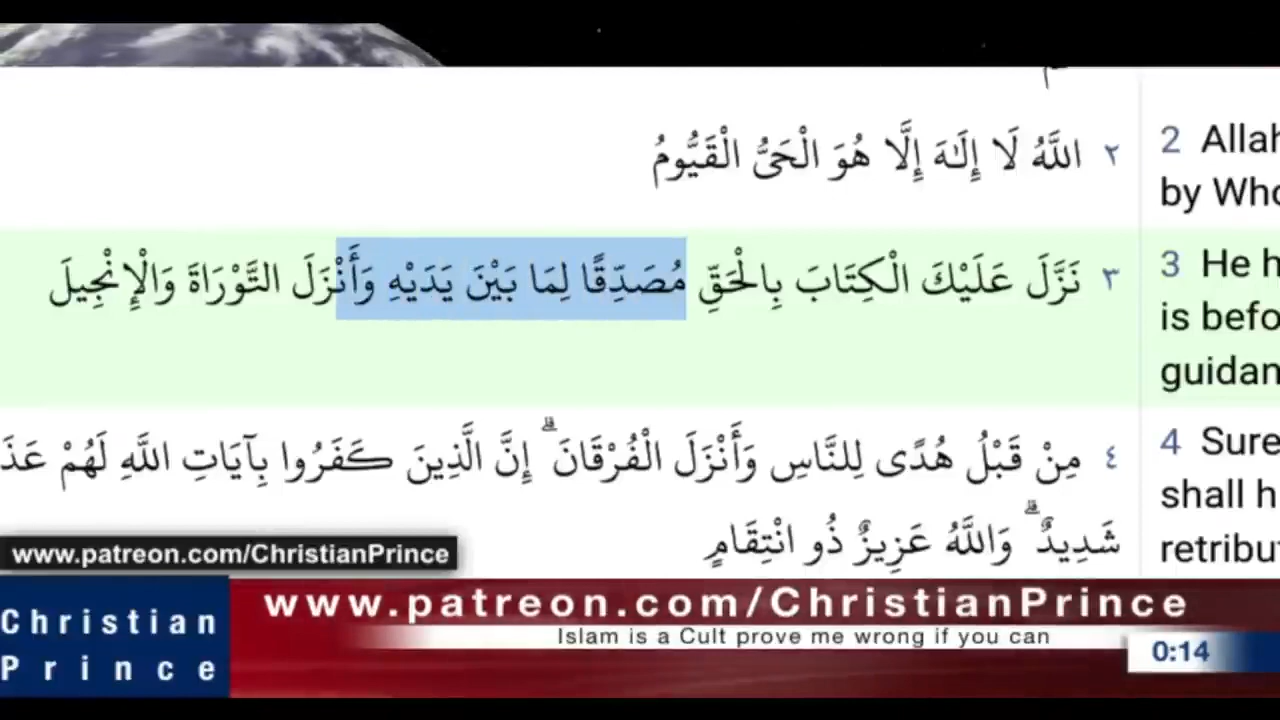 ٢ اللَّهُ لَا إِلَـٰهَ إِلَّا هُوَ الْحَيُّ الْقَيُّومُ
2 Allah
by Who
٣ نَزَّلَ عَلَيْكَ الْكِتَابَ بِالْحَقِّ مُصَدِّقًا لِمَا بَيْنَ يَدَيْهِ وَأَنْزَلَ التَّوْرَاةَ وَالْإِنْجِيلَ
3 He h
is befo
guidan
٤ مِنْ قَبْلُ هُدًى لِلنَّاسِ وَأَنْزَلَ الْفُرْقَانَ ۗ إِنَّ الَّذِينَ كَفَرُوا بِآيَاتِ اللَّهِ لَهُمْ عَذَ
شَدِيدٌ ۗ وَاللَّهُ عَزِيزٌ ذُو انْتِقَامٍ
4 Sure
shall h
retribu
www.patreon.com/ChristianPrince
Christian
Prince
www.patreon.com/ChristianPrince
Islam is a Cult prove me wrong if you can
0:14